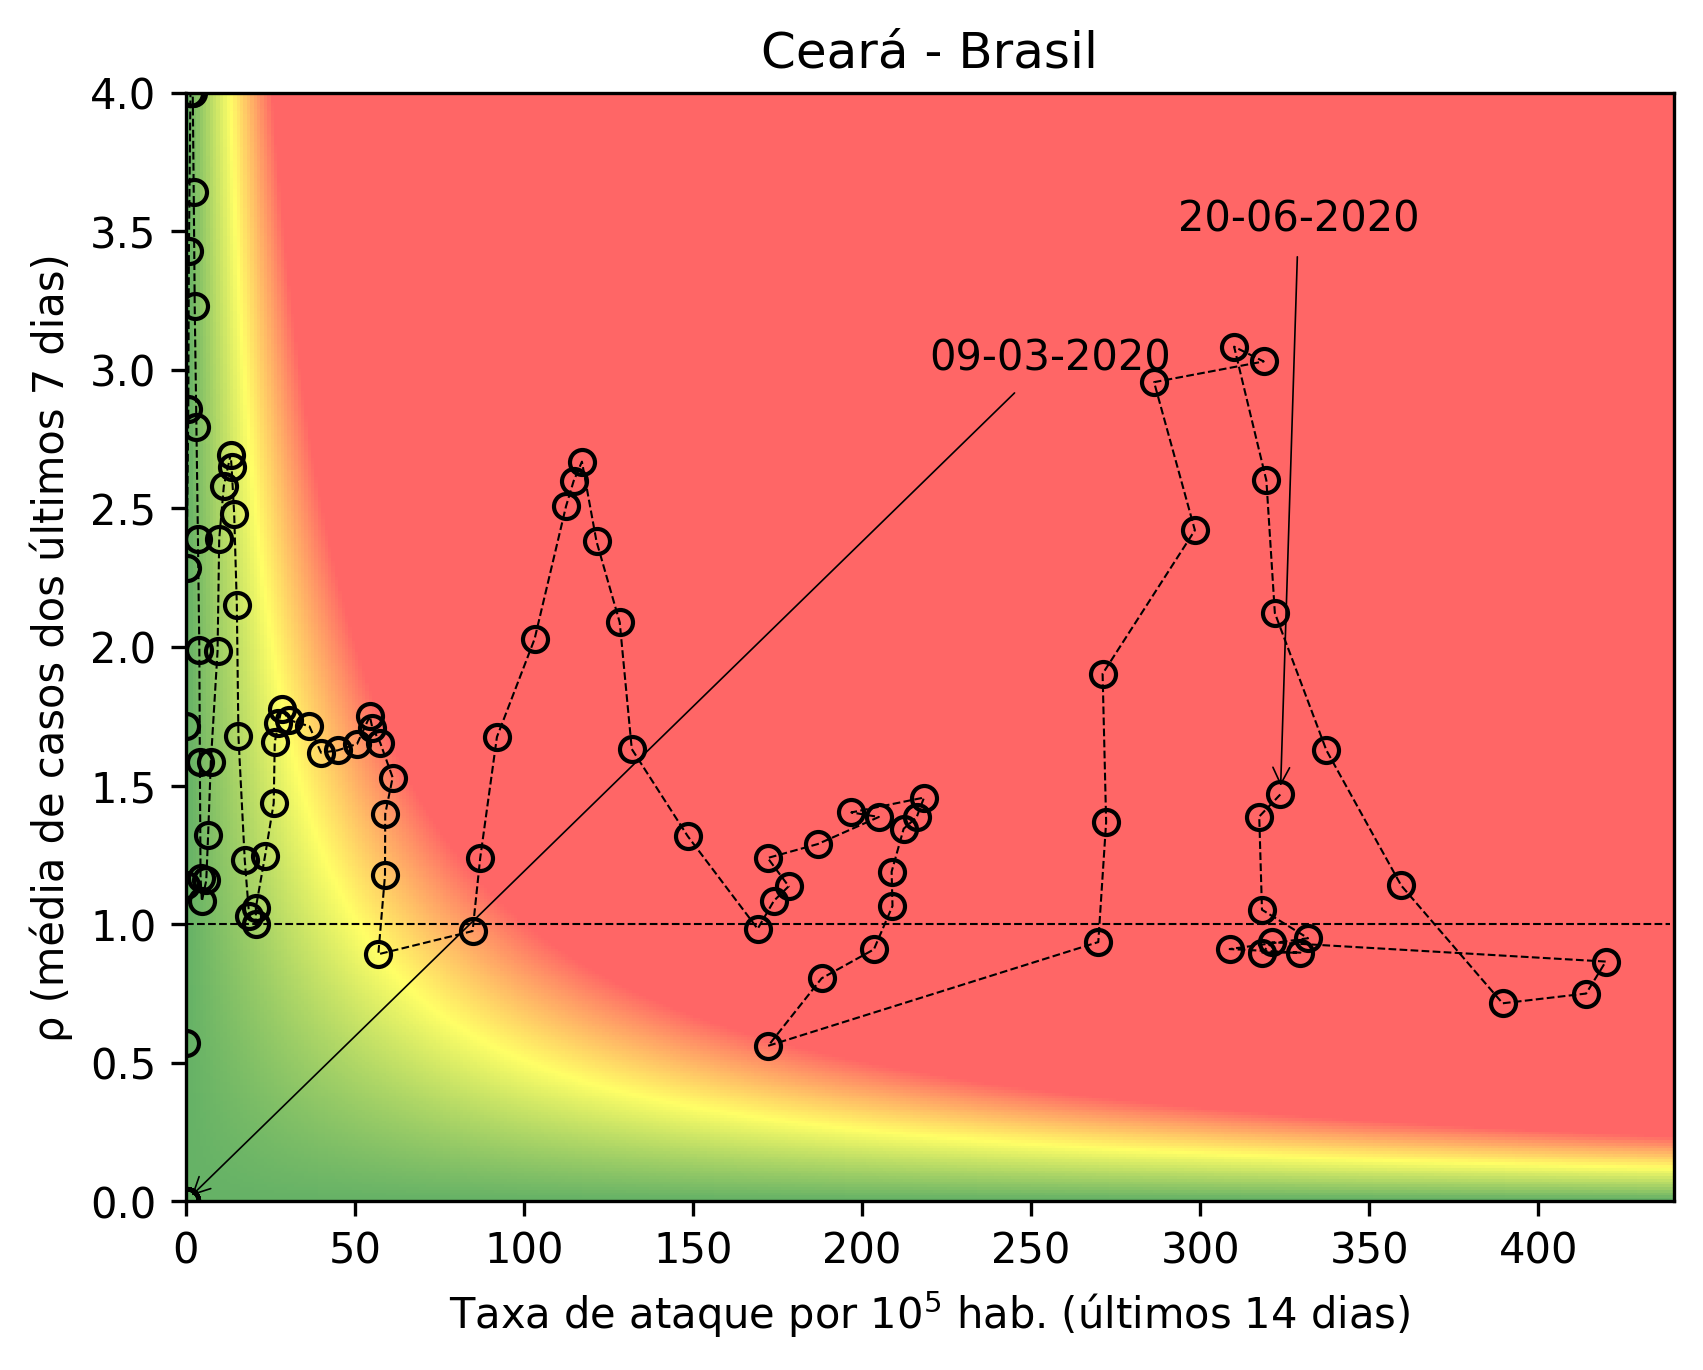 Ceará - Brasil
4.0
3.5
3.0
2.5
2.0
1.5
1.0
0.5
0.0
ρ (média de casos dos últimos 7 dias)
20-06-2020
09-03-2020
0 50 100 150 200 250 300 350 400
Taxa de ataque por 10⁵ hab. (últimos 14 dias)